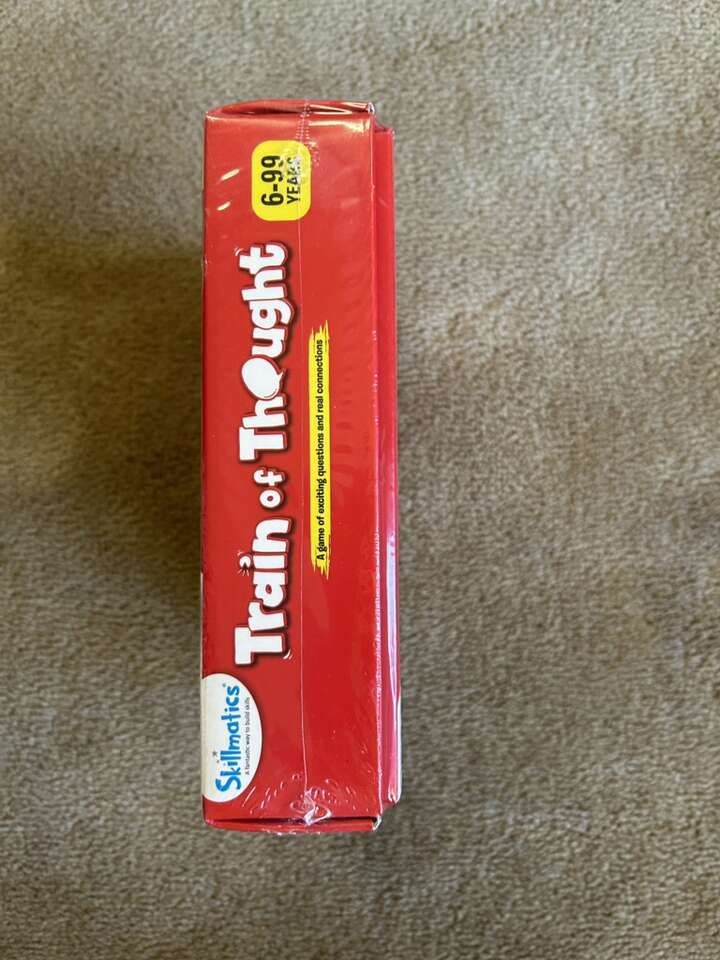 Skillmatics
A fantastic way to build skills
Train of Thought
A game of exciting questions and real connections
6-99
YEARS